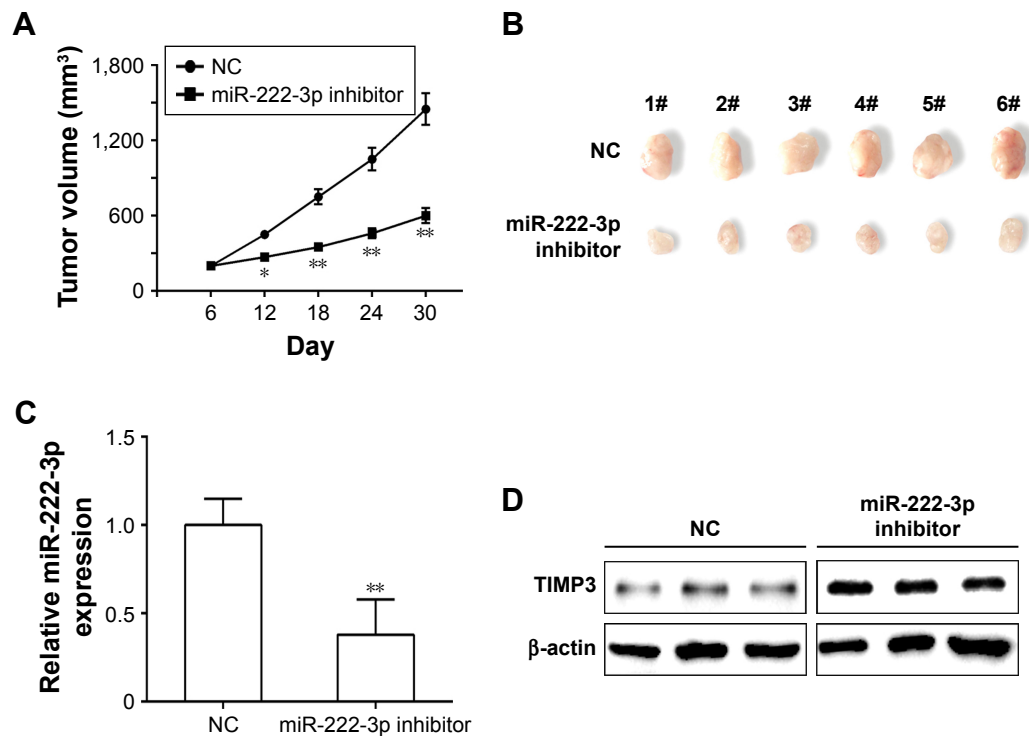 A
Tumor volume (mm³)
1,800
1,200
600
0
NC
miR-222-3p inhibitor
*
**
**
**
6 12 18 24 30
Day
B
1# 2# 3# 4# 5# 6#
NC
miR-222-3p
inhibitor
C
Relative miR-222-3p
expression
1.5
1.0
0.5
0
**
NC miR-222-3p inhibitor
D
NC
miR-222-3p
inhibitor
TIMP3
β-actin